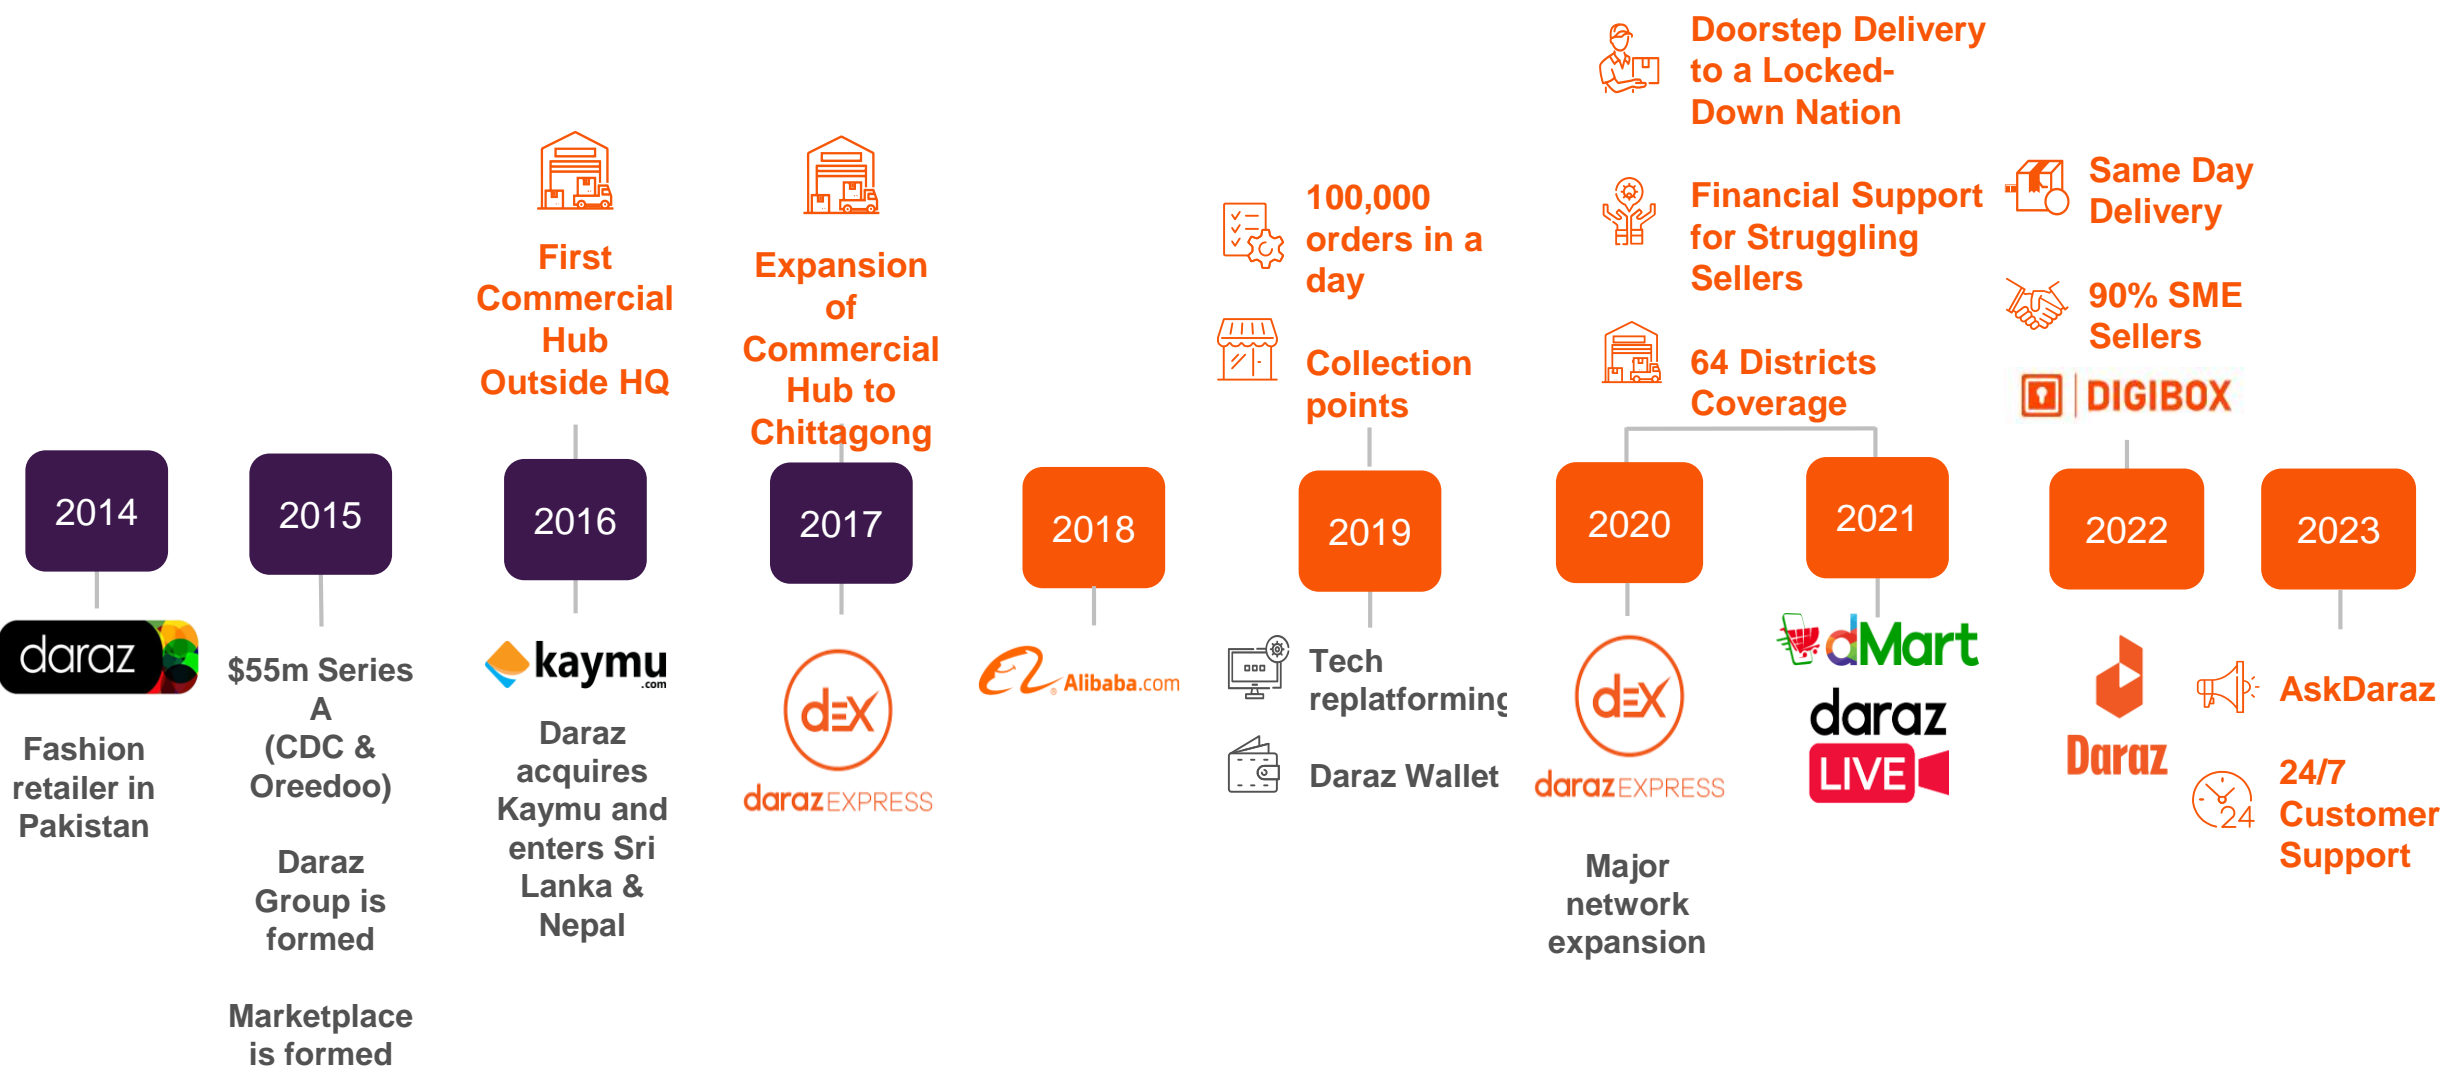 Doorstep Delivery
to a Locked-
Down Nation
Financial Support
for Struggling
Sellers
64 Districts
Coverage
Same Day
Delivery
90% SME
Sellers
DIGIBOX
100,000
orders in a
day
Collection
points
First
Commercial
Hub
Outside HQ
Expansion
of
Commercial
Hub to
Chittagong
2014
2015
2016
2017
2018
2019
2020
2021
2022
2023
daraz
Fashion
retailer in
Pakistan
$55m Series
A
(CDC &
Oreedoo)
Daraz
Group is
formed
Marketplace
is formed
kaymu
.com
Daraz
acquires
Kaymu and
enters Sri
Lanka &
Nepal
dEX
darazEXPRESS
Alibaba.com
Tech
replatforming
Daraz Wallet
dEX
darazEXPRESS
Major
network
expansion
dMart
daraz
LIVE
Daraz
AskDaraz
24
24/7
Customer
Support